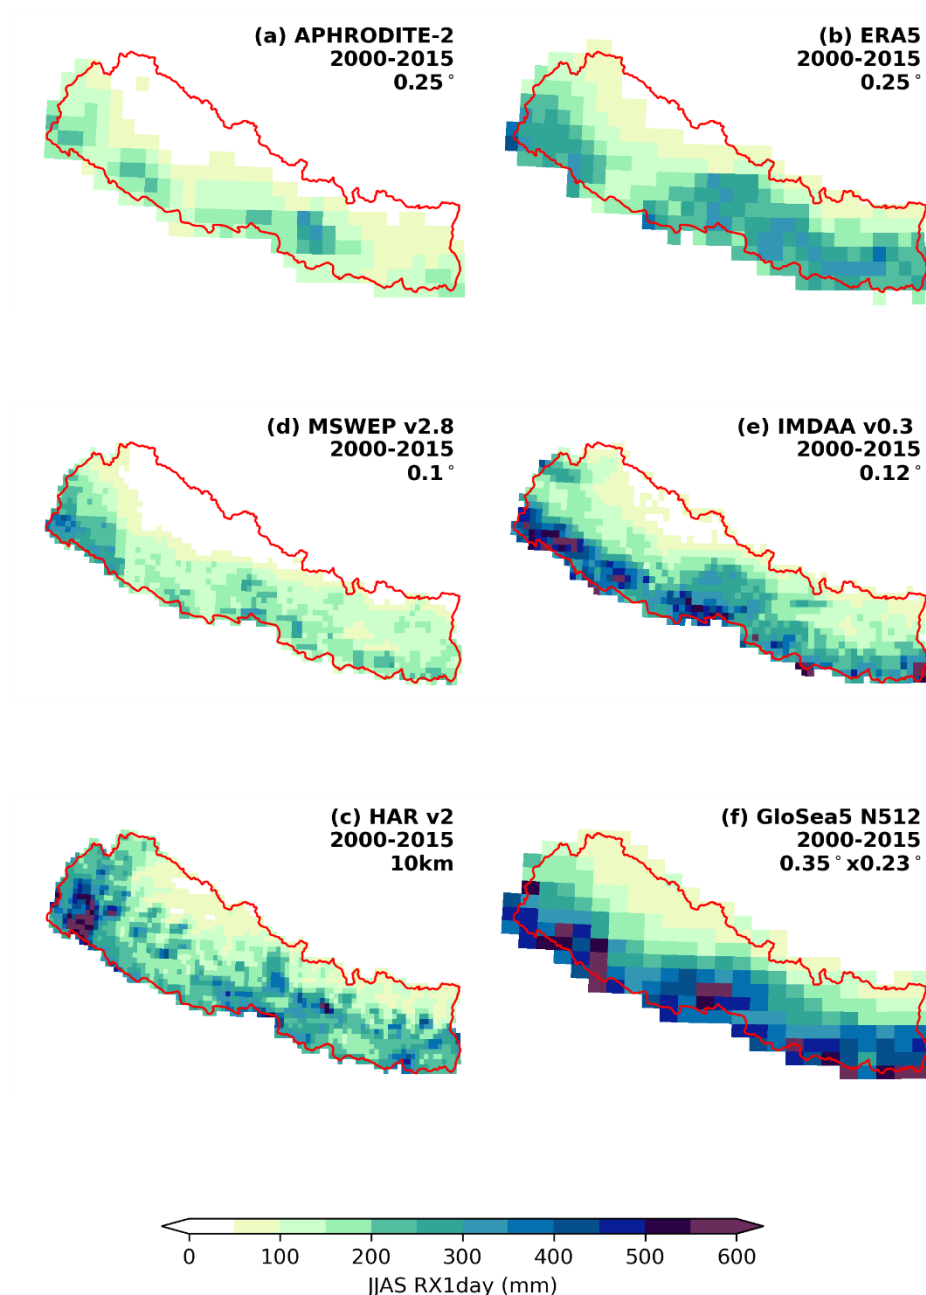 (a) APHRODITE-2
2000-2015
0.25°
(b) ERA5
2000-2015
0.25°
(d) MSWEP v2.8
2000-2015
0.1°
(e) IMDAA v0.3
2000-2015
0.12°
(c) HAR v2
2000-2015
10km
(f) GloSea5 N512
2000-2015
0.35°x0.23°
0 100 200 300 400 500 600
JJAS RX1day (mm)